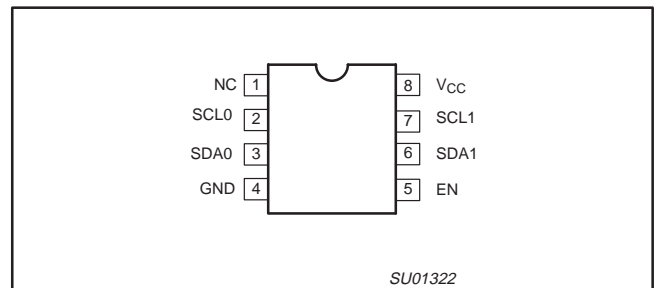 NC 1 8 VCC
SCL0 2 7 SCL1
SDA0 3 6 SDA1
GND 4 5 EN
SU01322